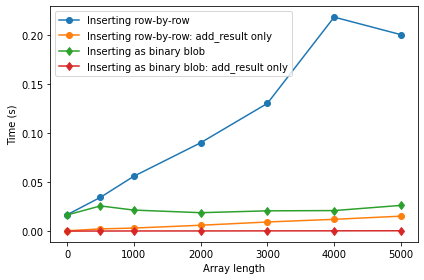 Inserting row-by-row
Inserting row-by-row: add_result only
Inserting as binary blob
Inserting as binary blob: add_result only
Time (s)
0.20
0.15
0.10
0.05
0.00
0 1000 2000 3000 4000 5000
Array length